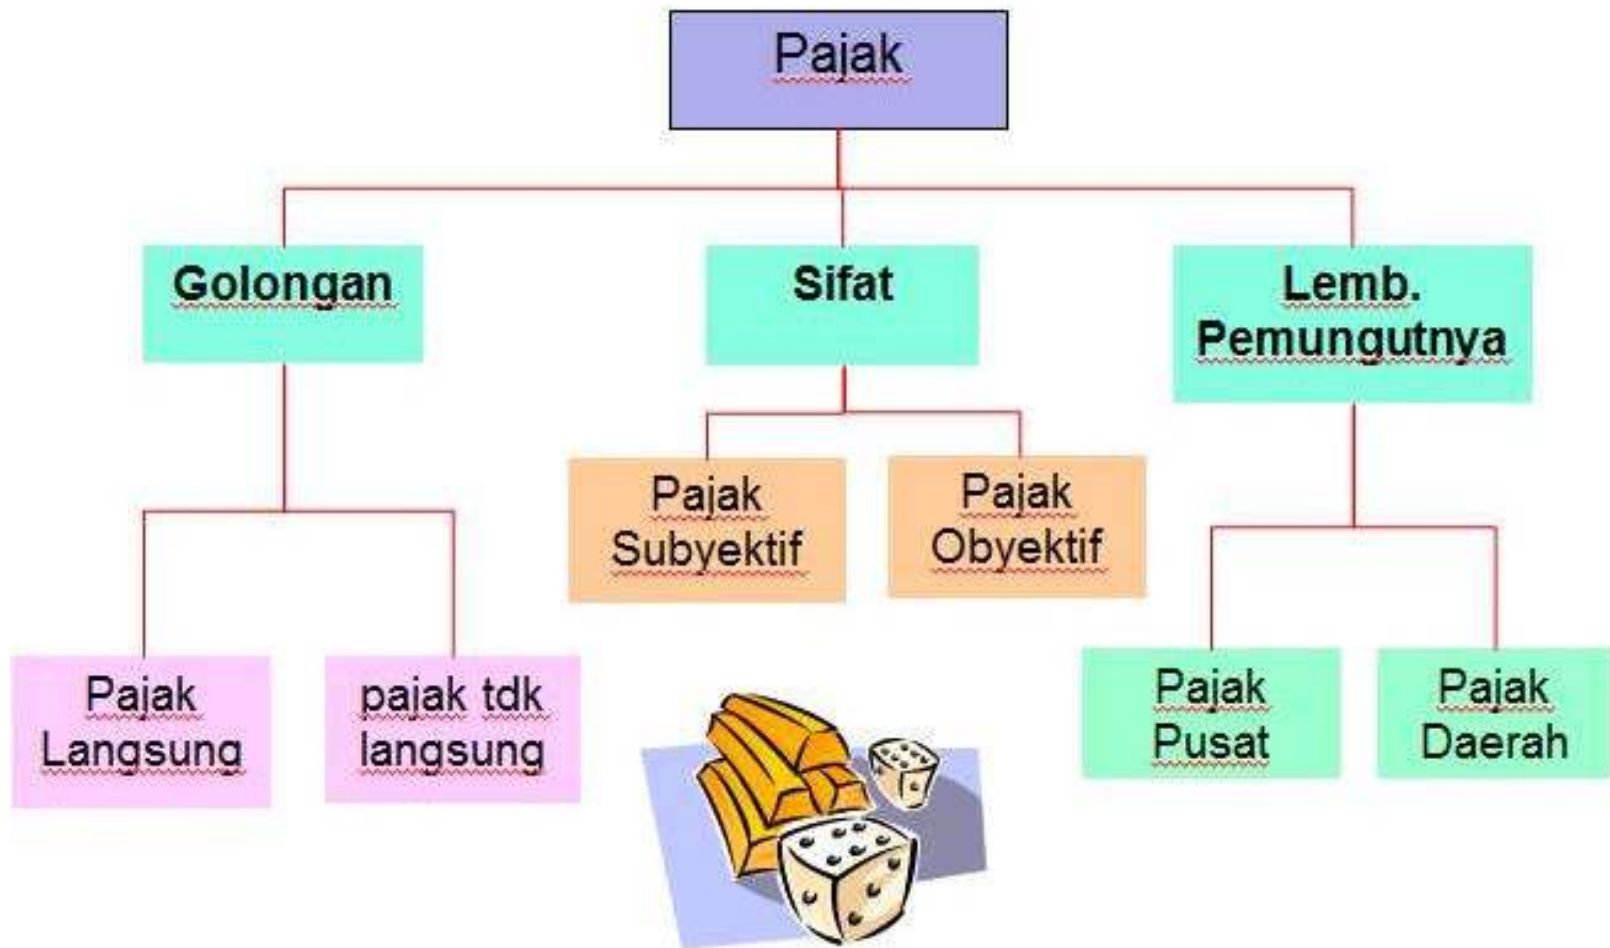 Pajak
Golongan
Sifat
Lemb.
Pemungutnya
Pajak
Subyektif
Pajak
Obyektif
Pajak
Langsung
pajak tdk
langsung
Pajak
Pusat
Pajak
Daerah